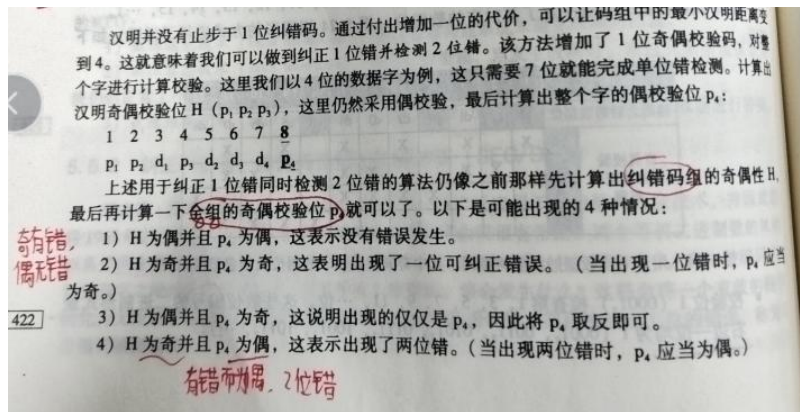 汉明并没有止步于1位纠错码。通过付出增加一位的代价，可以让码组中的最小汉明距离变
到4。这就意味着我们可以做到纠正1位错并检测2位错。该方法增加了1位奇偶校验码，对整
个字进行计算校验。这里我们以4位的数据字为例，这只需要7位就能完成单位错检测。计算出
汉明奇偶校验位H（p₁ p₂ p₃），这里仍然采用偶校验，最后计算出整个字的偶校验位p₄：
1 2 3 4 5 6 7 8
p₁ p₂ d₁ p₃ d₂ d₃ d₄ p₄
上述用于纠正1位错同时检测2位错的算法仍像之前那样先计算出纠错码组的奇偶性H，
最后再计算一下全组的奇偶校验位p₄就可以了。以下是可能出现的4种情况：
奇有错，
偶无错
1）H为偶并且p₄为偶，这表示没有错误发生。
2）H为奇并且p₄为奇，这表明出现了一位可纠正错误。（当出现一位错时，p₄应当
为奇。）
422
3）H为偶并且p₄为奇，这说明出现的仅仅是p₄，因此将p₄取反即可。
4）H为奇并且p₄为偶，这表示出现了两位错。（当出现两位错时，p₄应当为偶。）
有错而为偶，2位错